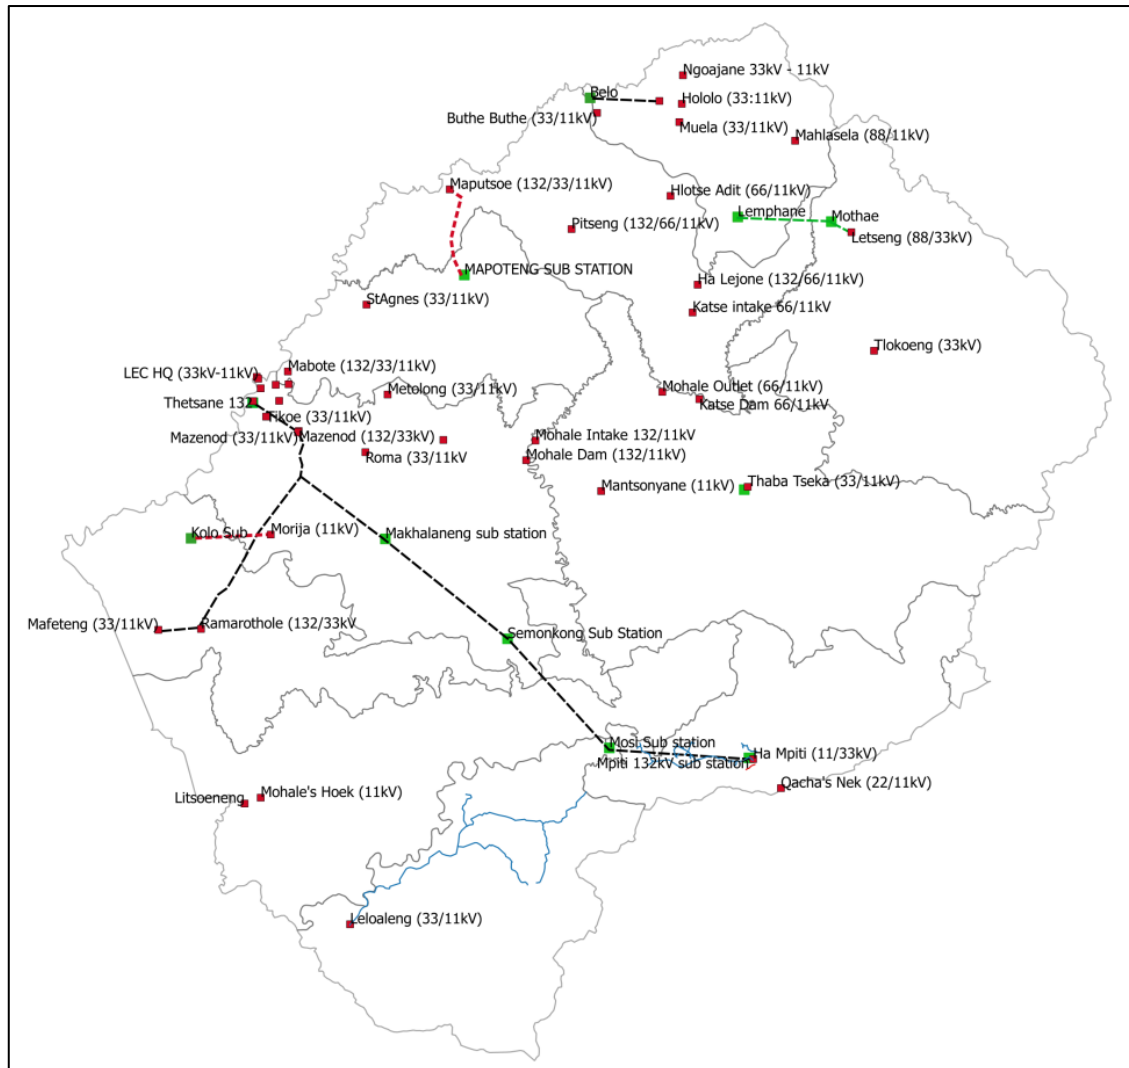 Ngoajane 33kV - 11kV
Belo
Hololo (33:11kV)
Buthe Buthe (33/11kV)
Muela (33/11kV)
Mahlasela (88/11kV)
Maputsoe (132/33/11kV)
Hlotse Adit (66/11kV)
Lemphane
Mothae
Pitseng (132/66/11kV)
Letseng (88/33kV)
MAPOTENG SUB STATION
Ha Lejone (132/66/11kV)
StAgnes (33/11kV)
Katse intake 66/11kV
Tlokoeng (33kV)
Mabote (132/33/11kV)
LEC HQ (33kV-11kV)
Metolong (33/11kV)
Mohale Outlet (66/11kV)
Katse Dam 66/11kV
Thetsane 132
Tikoe (33/11kV)
Mazenod (33/11kV)
Mazenod (132/33kV)
Mohale Intake 132/11kV
Roma (33/11kV
Mohale Dam (132/11kV)
Mantsonyane (11kV)
Thaba Tseka (33/11kV)
Kolo Sub
Morija (11kV)
Makhalaneng sub station
Mafeteng (33/11kV)
Ramarothole (132/33kV
Semonkong Sub Station
Mosi Sub station
Ha Mpiti (11/33kV)
Mpiti 132kV sub station
Qacha's Nek (22/11kV)
Litsoeneng
Mohale's Hoek (11kV)
Leloaleng (33/11kV)